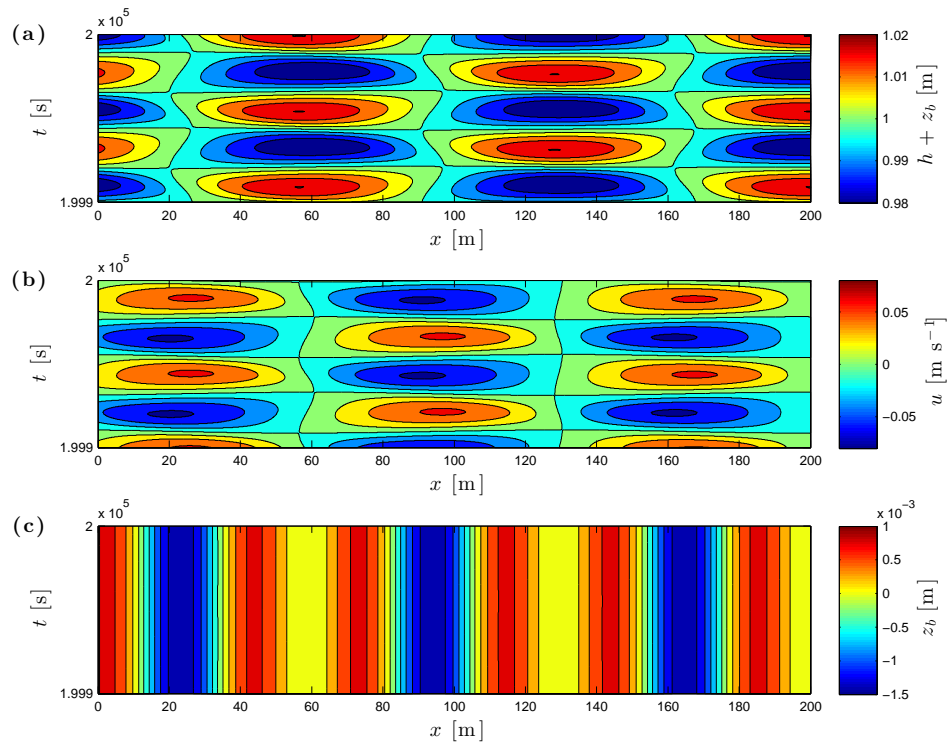 (a)
x 10^5
2
1.999
t [s]
0 20 40 60 80 100 120 140 160 180 200
x [m]
1.02
1.01
1
0.99
0.98
h + z_b [m]
(b)
x 10^5
2
1.999
t [s]
0 20 40 60 80 100 120 140 160 180 200
x [m]
0.05
0
−0.05
u [m s^−1]
(c)
x 10^5
2
1.999
t [s]
0 20 40 60 80 100 120 140 160 180 200
x [m]
x 10^−3
1
0.5
0
−0.5
−1
−1.5
z_b [m]